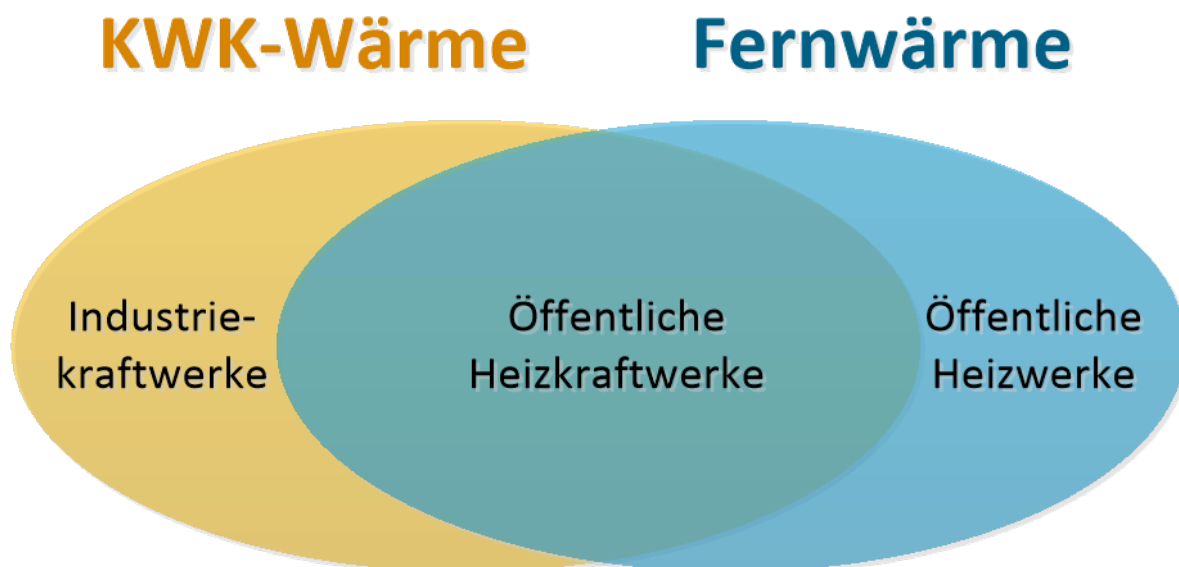 KWK-Wärme
Fernwärme
Industrie-
kraftwerke
Öffentliche
Heizkraftwerke
Öffentliche
Heizwerke